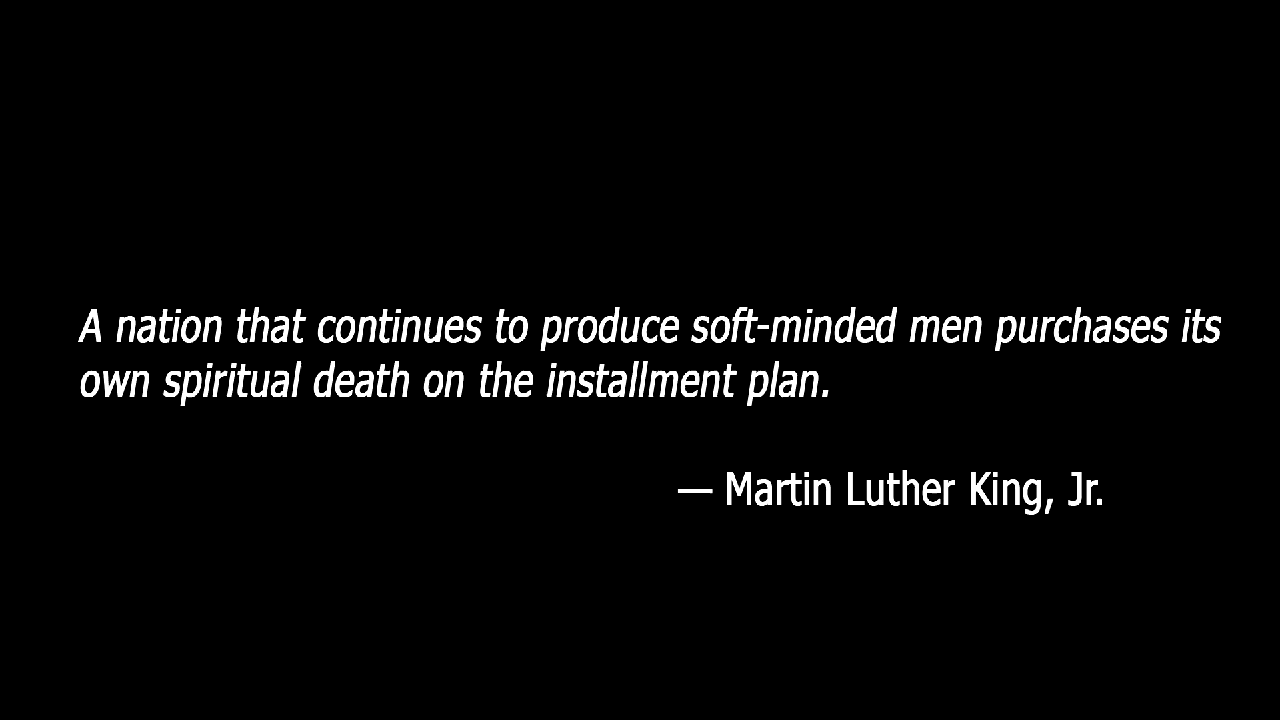 A nation that continues to produce soft-minded men purchases its
own spiritual death on the installment plan.
— Martin Luther King, Jr.